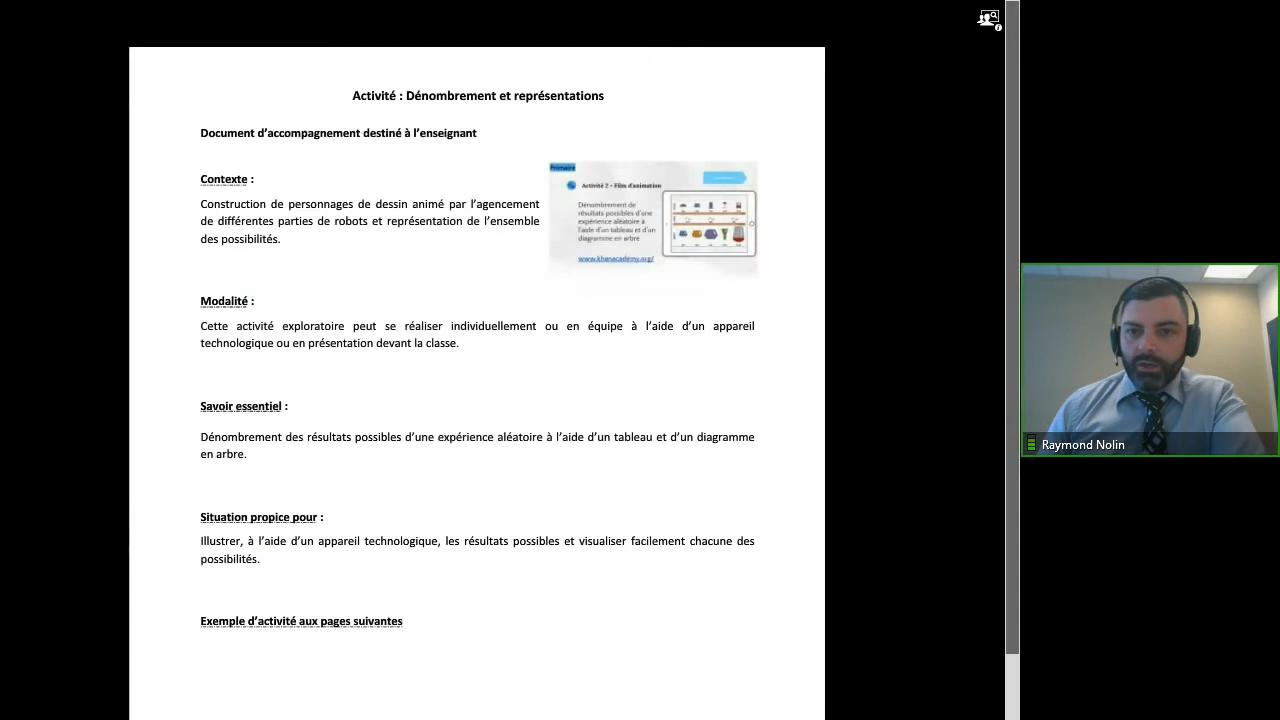 Activité : Dénombrement et représentations
Document d’accompagnement destiné à l’enseignant
Contexte :
Construction de personnages de dessin animé par l’agencement
de différentes parties de robots et représentation de l’ensemble
des possibilités.
Primaire
Activité 2 – Film d'animation
Dénombrement de
résultats possibles d'une
expérience aléatoire à
l'aide d'un tableau et d'un
diagramme en arbre
www.khanacademy.org/
Modalité :
Cette activité exploratoire peut se réaliser individuellement ou en équipe à l’aide d’un appareil
technologique ou en présentation devant la classe.
Savoir essentiel :
Dénombrement des résultats possibles d’une expérience aléatoire à l’aide d’un tableau et d’un diagramme
en arbre.
Situation propice pour :
Illustrer, à l’aide d’un appareil technologique, les résultats possibles et visualiser facilement chacune des
possibilités.
Exemple d’activité aux pages suivantes
Raymond Nolin